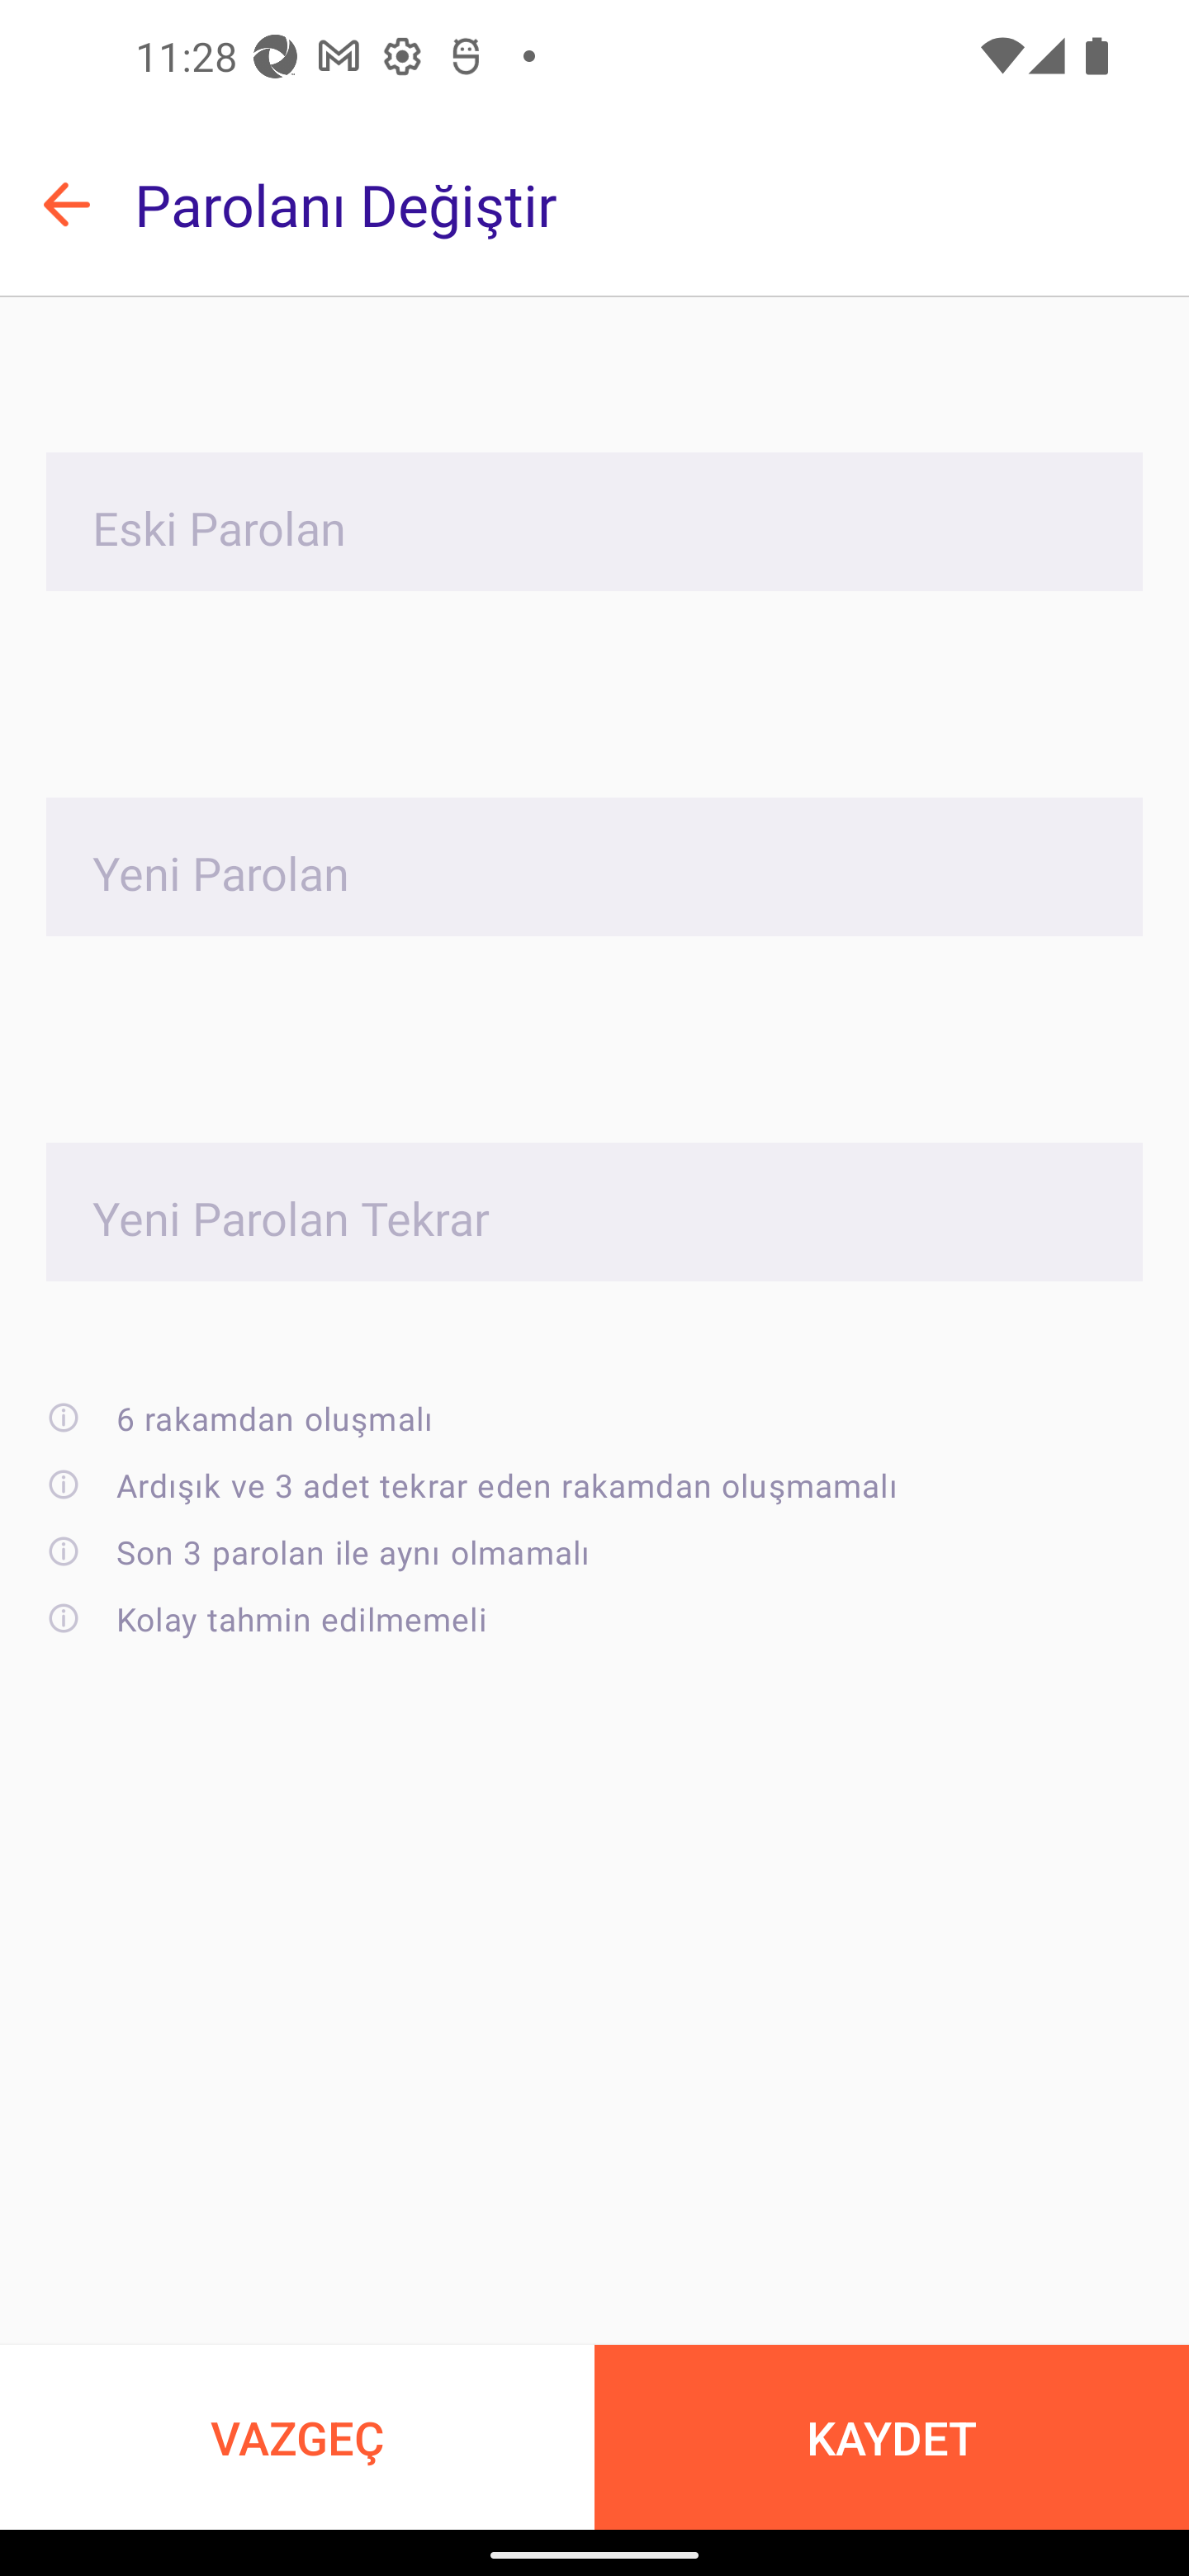 11:28
Parolanı Değiştir
Eski Parolan
Yeni Parolan
Yeni Parolan Tekrar
6 rakamdan oluşmalı
Ardışık ve 3 adet tekrar eden rakamdan oluşmamalı
Son 3 parolan ile aynı olmamalı
Kolay tahmin edilmemeli
VAZGEÇ
KAYDET